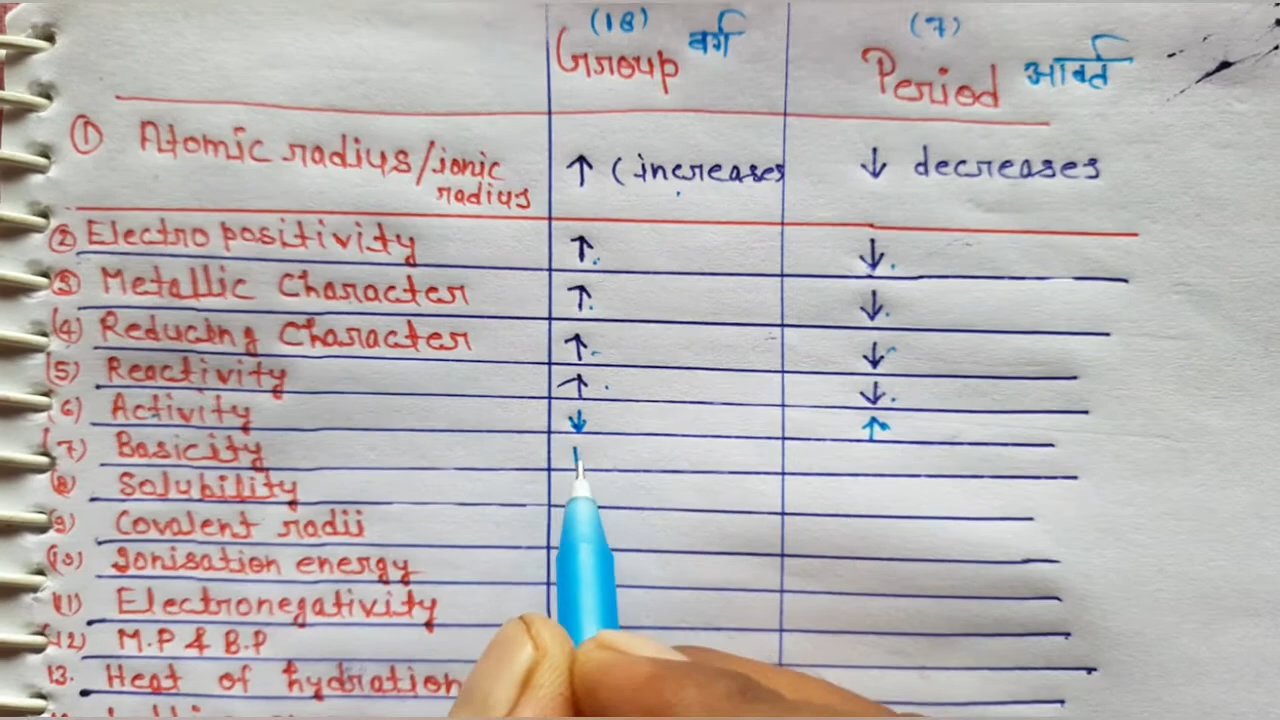 (18) (7)
Group वर्ग Period आवर्त
① Atomic radius/ionic radius ↑ (increases ↓ decreases
② Electro positivity ↑ ↓
③ Metallic Character ↑ ↓
(4) Reducing Character ↑ ↓
(5) Reactivity ↑ ↓
(6) Activity ↓ ↑
(7) Basicity
(8) Solubility
(9) Covalent radii
(10) Ionisation energy
(11) Electronegativity
(12) M.P & B.P
13. Heat of hydration